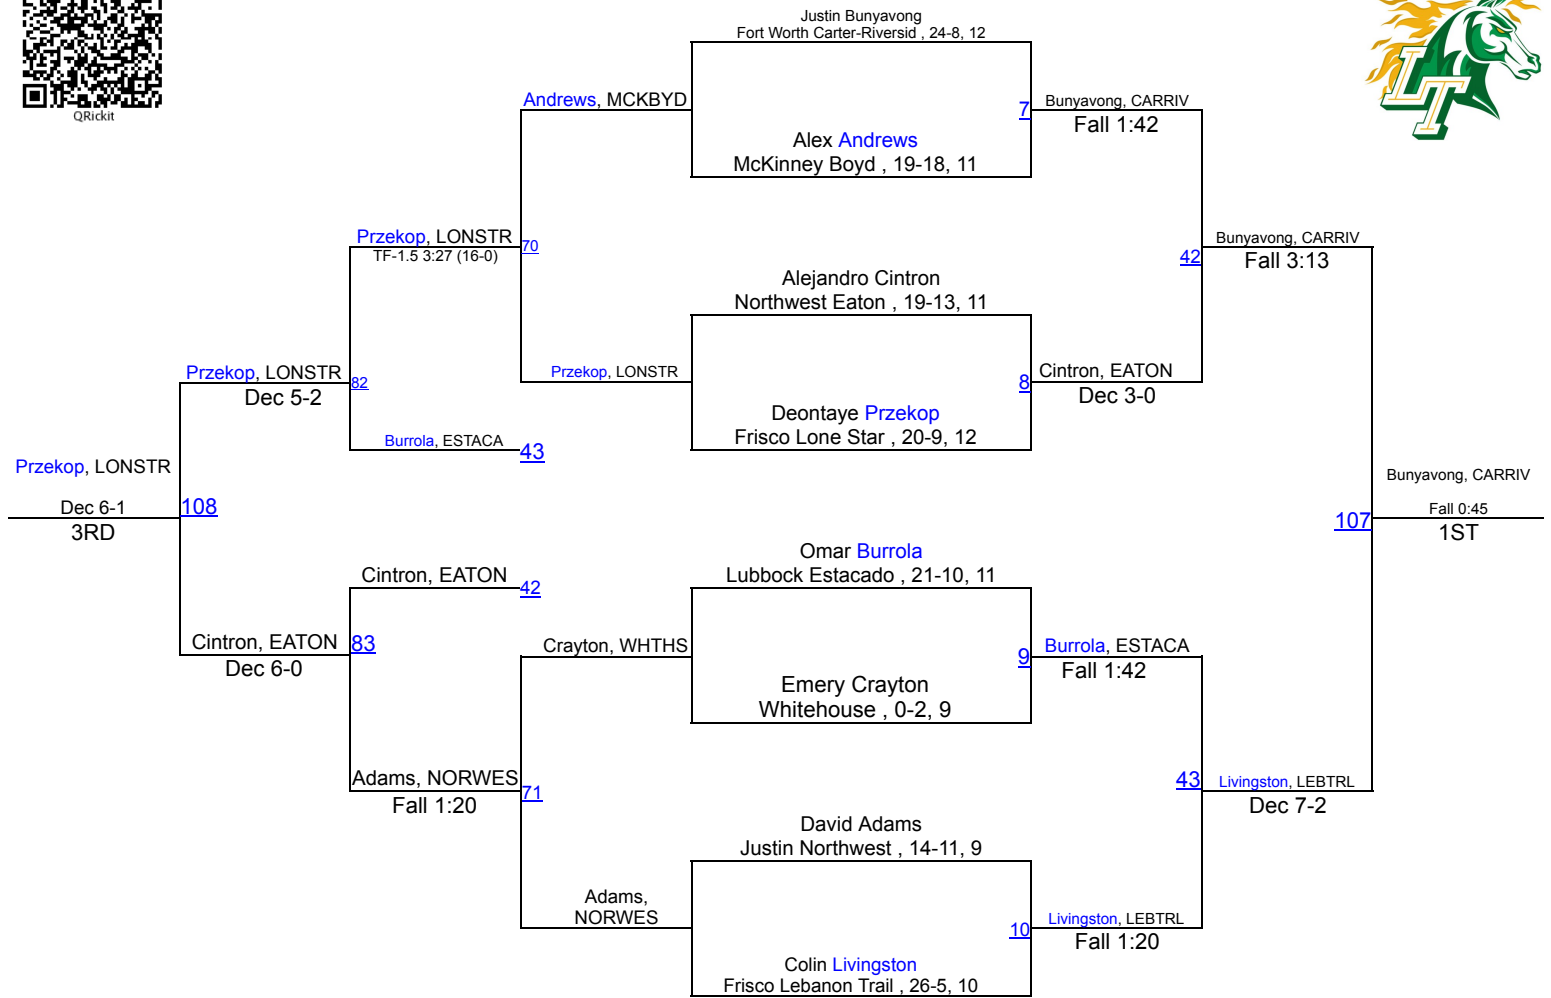 QRickit
LT
Justin Bunyavong
Fort Worth Carter-Riversid , 24-8, 12
Andrews, MCKBYD
7
Bunyavong, CARRIV
Fall 1:42
Alex Andrews
McKinney Boyd , 19-18, 11
Przekop, LONSTR
TF-1.5 3:27 (16-0)
70
Alejandro Cintron
Northwest Eaton , 19-13, 11
42
Bunyavong, CARRIV
Fall 3:13
Przekop, LONSTR
Dec 5-2
82
Przekop, LONSTR
8
Cintron, EATON
Dec 3-0
Deontaye Przekop
Frisco Lone Star , 20-9, 12
Burrola, ESTACA
43
Przekop, LONSTR
Dec 6-1
3RD
108
Bunyavong, CARRIV
Fall 0:45
1ST
107
Omar Burrola
Lubbock Estacado , 21-10, 11
Cintron, EATON
42
Cintron, EATON
Dec 6-0
83
Crayton, WHTHS
9
Burrola, ESTACA
Fall 1:42
Emery Crayton
Whitehouse , 0-2, 9
Adams, NORWES
Fall 1:20
71
43
Livingston, LEBTRL
Dec 7-2
David Adams
Justin Northwest , 14-11, 9
Adams,
NORWES
10
Livingston, LEBTRL
Fall 1:20
Colin Livingston
Frisco Lebanon Trail , 26-5, 10